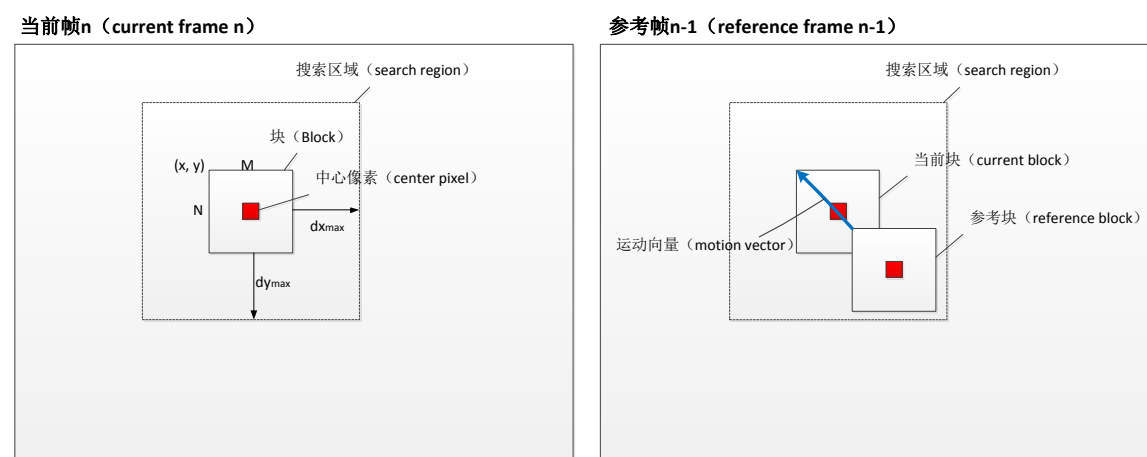 当前帧n（current frame n）
搜索区域（search region）
块（Block）
(x, y)
M
中心像素（center pixel）
N
dxmax
dymax
参考帧n-1（reference frame n-1）
搜索区域（search region）
当前块（current block）
参考块（reference block）
运动向量（motion vector）